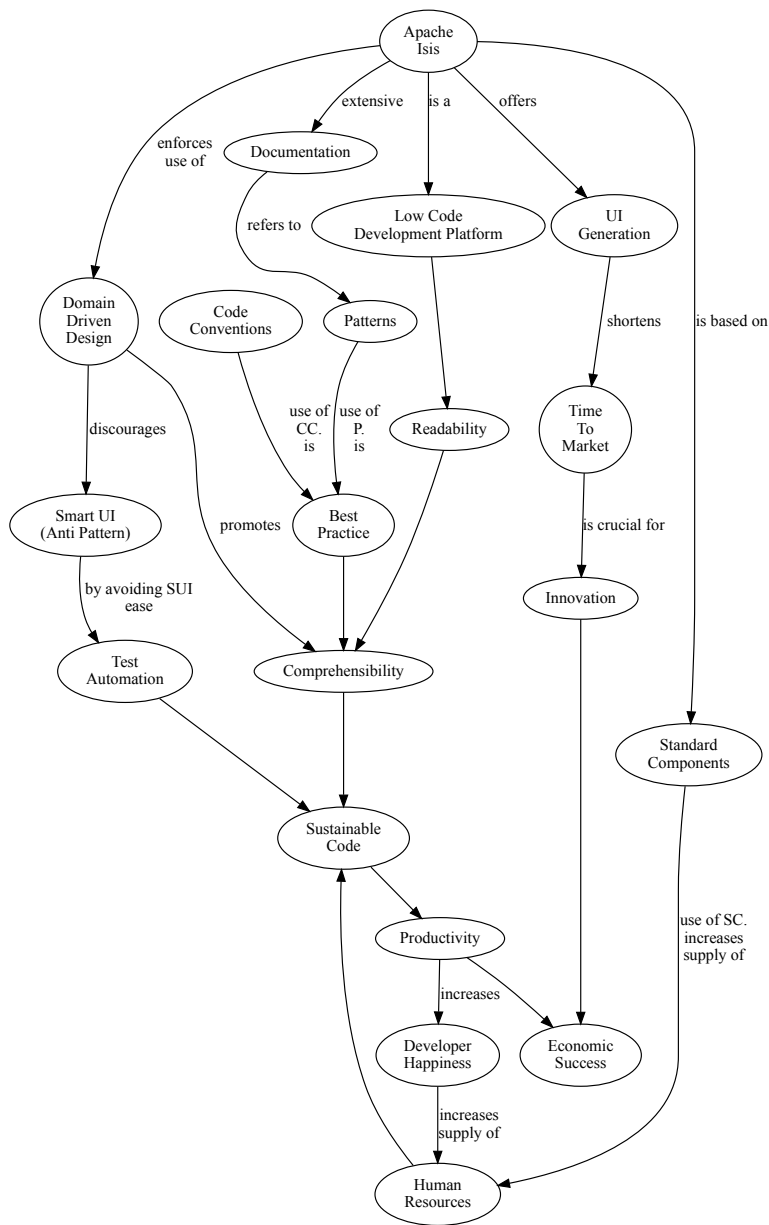 Apache
Isis
extensive
is a
offers
enforces
use of
Documentation
Low Code
Development Platform
UI
Generation
refers to
Domain
Driven
Design
Code
Conventions
Patterns
shortens
is based on
discourages
use of
CC.
is
use of
P.
is
Readability
Time
To
Market
Smart UI
(Anti Pattern)
promotes
Best
Practice
is crucial for
by avoiding SUI
ease
Innovation
Test
Automation
Comprehensibility
Standard
Components
Sustainable
Code
Productivity
use of SC.
increases
supply of
increases
Developer
Happiness
Economic
Success
increases
supply of
Human
Resources